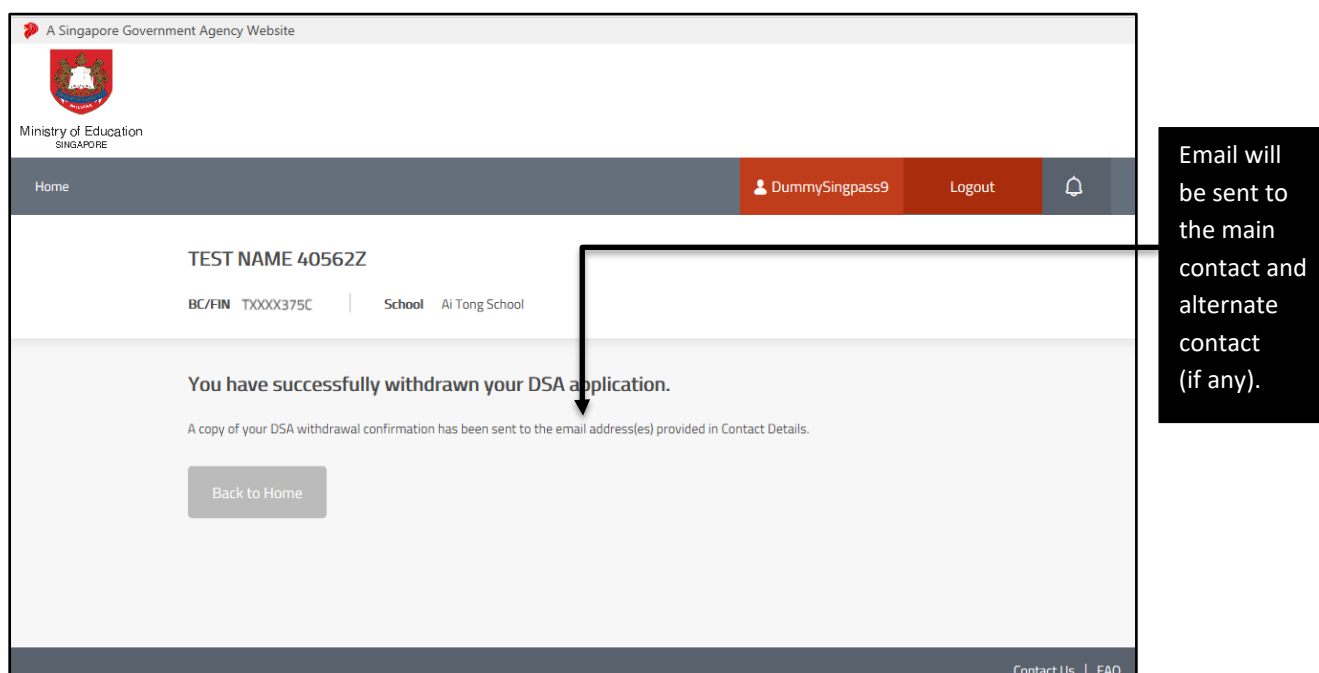 A Singapore Government Agency Website
Ministry of Education
SINGAPORE
Home
DummySingpass9
Logout
TEST NAME 40562Z
BC/FIN TXXXX375C School Ai Tong School
You have successfully withdrawn your DSA application.
A copy of your DSA withdrawal confirmation has been sent to the email address(es) provided in Contact Details.
Back to Home
Contact Us | FAQ
Email will
be sent to
the main
contact and
alternate
contact
(if any).